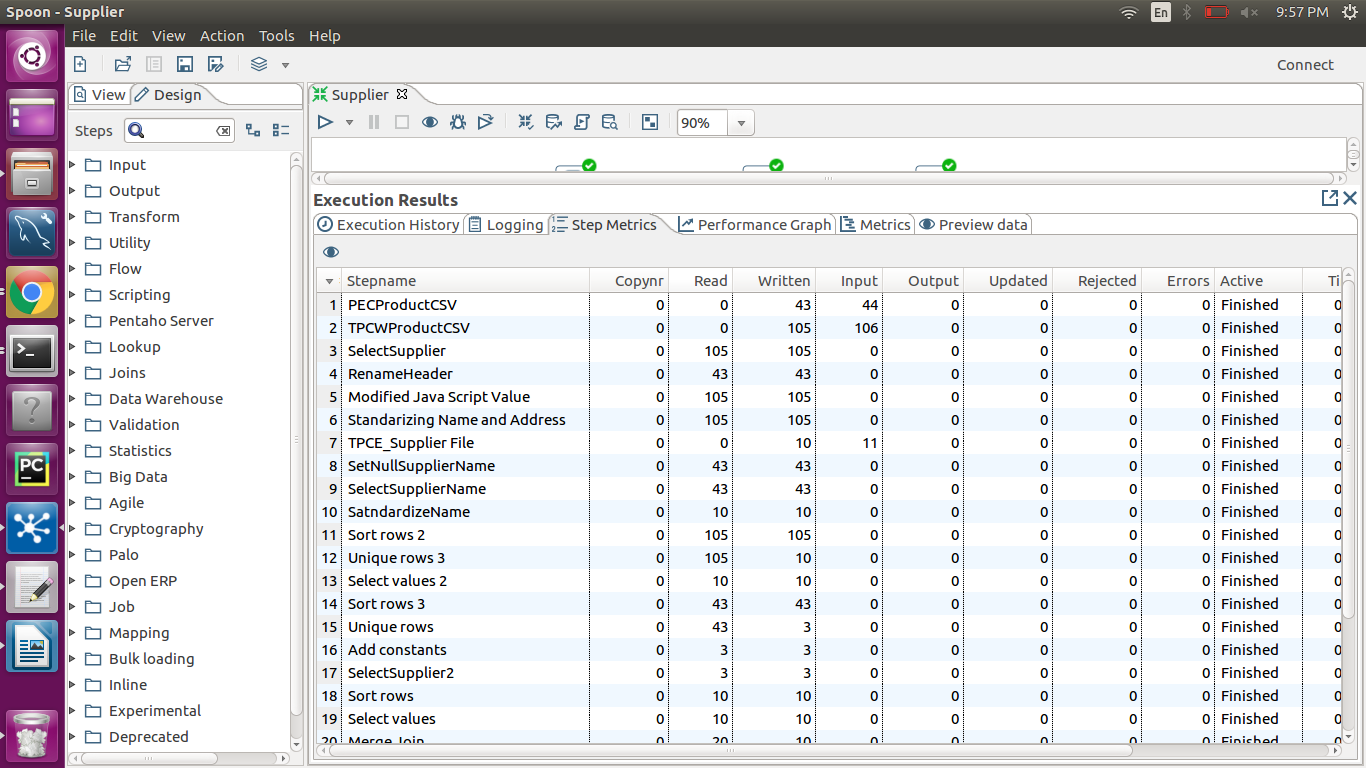 Spoon - Supplier En 9:57 PM
File Edit View Action Tools Help
Connect
View Design Supplier
Steps 90%
Input
Output
Transform
Utility
Flow
Scripting
Pentaho Server
Lookup
Joins
Data Warehouse
Validation
Statistics
Big Data
Agile
Cryptography
Palo
Open ERP
Job
Mapping
Bulk loading
Inline
Experimental
Deprecated
PC
Execution Results
Execution History Logging Step Metrics Performance Graph Metrics Preview data
Stepname Copynr Read Written Input Output Updated Rejected Errors Active Ti
1 PECProductCSV 0 0 43 44 0 0 0 0 Finished 0
2 TPCWProductCSV 0 0 105 106 0 0 0 0 Finished 0
3 SelectSupplier 0 105 105 0 0 0 0 0 Finished 0
4 RenameHeader 0 43 43 0 0 0 0 0 Finished 0
5 Modified Java Script Value 0 105 105 0 0 0 0 0 Finished 0
6 Standarizing Name and Address 0 105 105 0 0 0 0 0 Finished 0
7 TPCE_Supplier File 0 0 10 11 0 0 0 0 Finished 0
8 SetNullSupplierName 0 43 43 0 0 0 0 0 Finished 0
9 SelectSupplierName 0 43 43 0 0 0 0 0 Finished 0
10 SatndardizeName 0 10 10 0 0 0 0 0 Finished 0
11 Sort rows 2 0 105 105 0 0 0 0 0 Finished 0
12 Unique rows 3 0 105 10 0 0 0 0 0 Finished 0
13 Select values 2 0 10 10 0 0 0 0 0 Finished 0
14 Sort rows 3 0 43 43 0 0 0 0 0 Finished 0
15 Unique rows 0 43 3 0 0 0 0 0 Finished 0
16 Add constants 0 3 3 0 0 0 0 0 Finished 0
17 SelectSupplier2 0 3 3 0 0 0 0 0 Finished 0
18 Sort rows 0 10 10 0 0 0 0 0 Finished 0
19 Select values 0 10 10 0 0 0 0 0 Finished 0
20 Merge Join 0 20 10 0 0 0 0 0 Finished 0